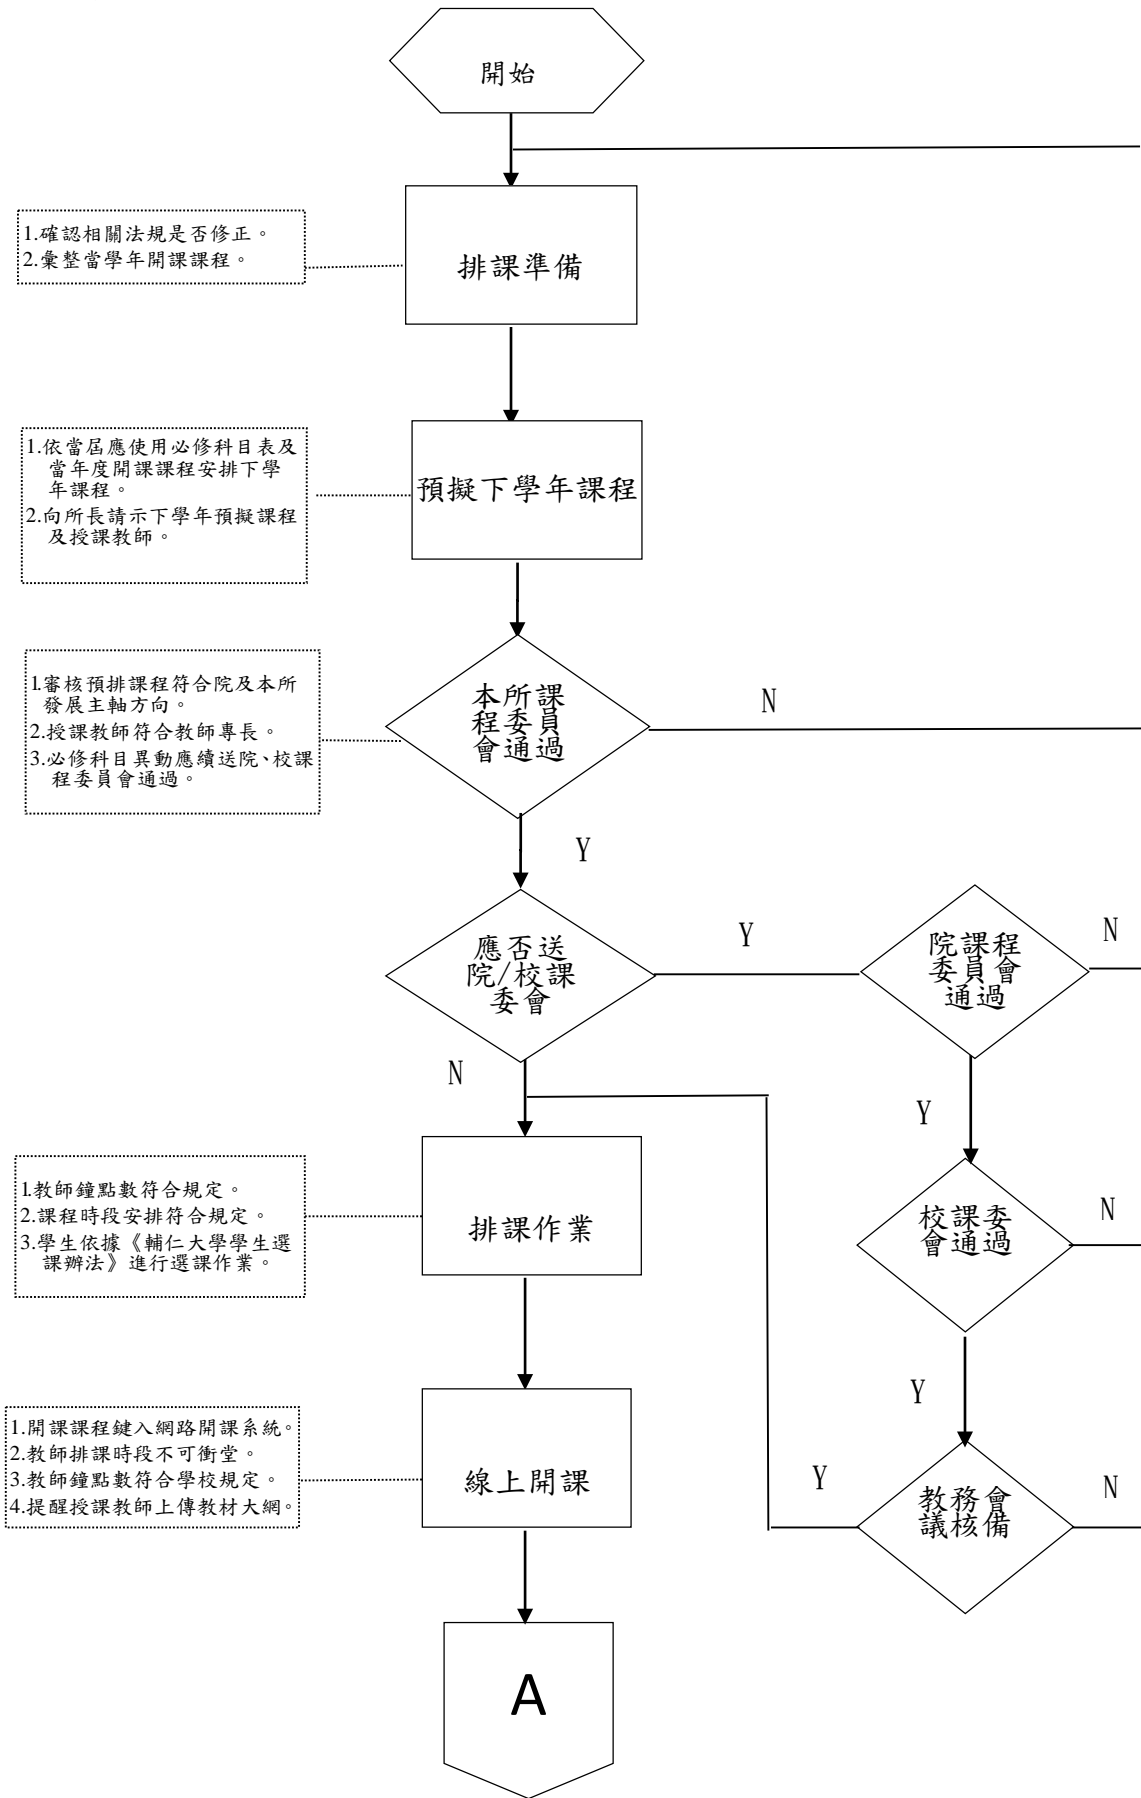 開始
1.確認相關法規是否修正。
2.彙整當學年開課課程。
排課準備
1.依當屆應使用必修科目表及
當年度開課課程安排下學
年課程。
2.向所長請示下學年預擬課程
及授課教師。
預擬下學年課程
1.審核預排課程符合院及本所
發展主軸方向。
2.授課教師符合教師專長。
3.必修科目異動應續送院、校課
程委員會通過。
本所課
程委員
會通過
N
Y
應否送
院/校課
委會
Y
院課程
委員會
通過
N
N
Y
1.教師鐘點數符合規定。
2.課程時段安排符合規定。
3.學生依據《輔仁大學學生選
課辦法》進行選課作業。
排課作業
校課委
會通過
N
Y
1.開課課程鍵入網路開課系統。
2.教師排課時段不可衝堂。
3.教師鐘點數符合學校規定。
4.提醒授課教師上傳教材大網。
線上開課
Y
教務會
議核備
N
A